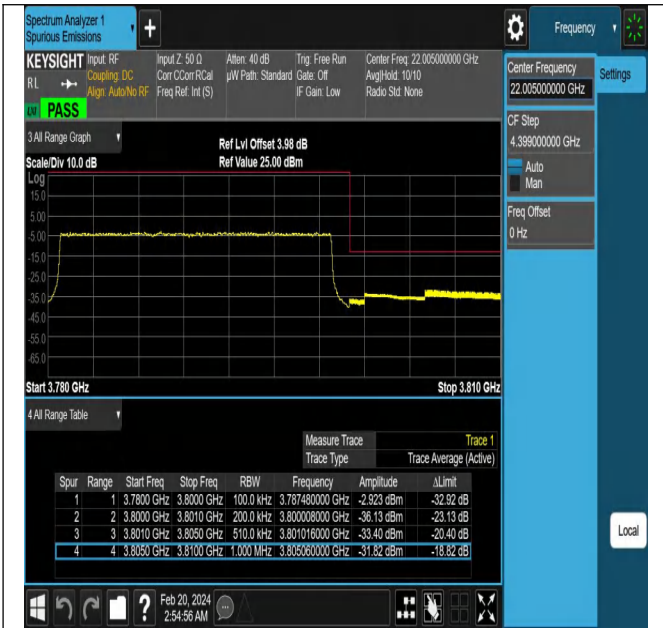 Spectrum Analyzer 1
Spurious Emissions
Frequency
KEYSIGHT
RL
Input: RF
Coupling: DC
Align: Auto/No RF
Input Z: 50 Ω
Corr CCorr RCal
Freq Ref: Int (S)
Atten: 40 dB
µW Path: Standard
Trig: Free Run
Gate: Off
IF Gain: Low
Center Freq: 22.005000000 GHz
Avg|Hold: 10/10
Radio Std: None
PASS
Center Frequency
22.005000000 GHz
Settings
CF Step
4.399000000 GHz
Auto
Man
Freq Offset
0 Hz
3 All Range Graph
Ref Lvl Offset 3.98 dB
Scale/Div 10.0 dB
Ref Value 25.00 dBm
Log
15.0
5.00
-5.00
-15.0
-25.0
-35.0
-45.0
-55.0
-65.0
Start 3.780 GHz
Stop 3.810 GHz
4 All Range Table
Measure Trace Trace 1
Trace Type Trace Average (Active)
Spur Range Start Freq Stop Freq RBW Frequency Amplitude ΔLimit
1 1 3.7800 GHz 3.8000 GHz 100.0 kHz 3.787480000 GHz -2.923 dBm -32.92 dB
2 2 3.8000 GHz 3.8010 GHz 200.0 kHz 3.800008000 GHz -36.13 dBm -23.13 dB
3 3 3.8010 GHz 3.8050 GHz 510.0 kHz 3.801016000 GHz -33.40 dBm -20.40 dB
4 4 3.8050 GHz 3.8100 GHz 1.000 MHz 3.805060000 GHz -31.82 dBm -18.82 dB
Local
Feb 20, 2024
2:54:56 AM